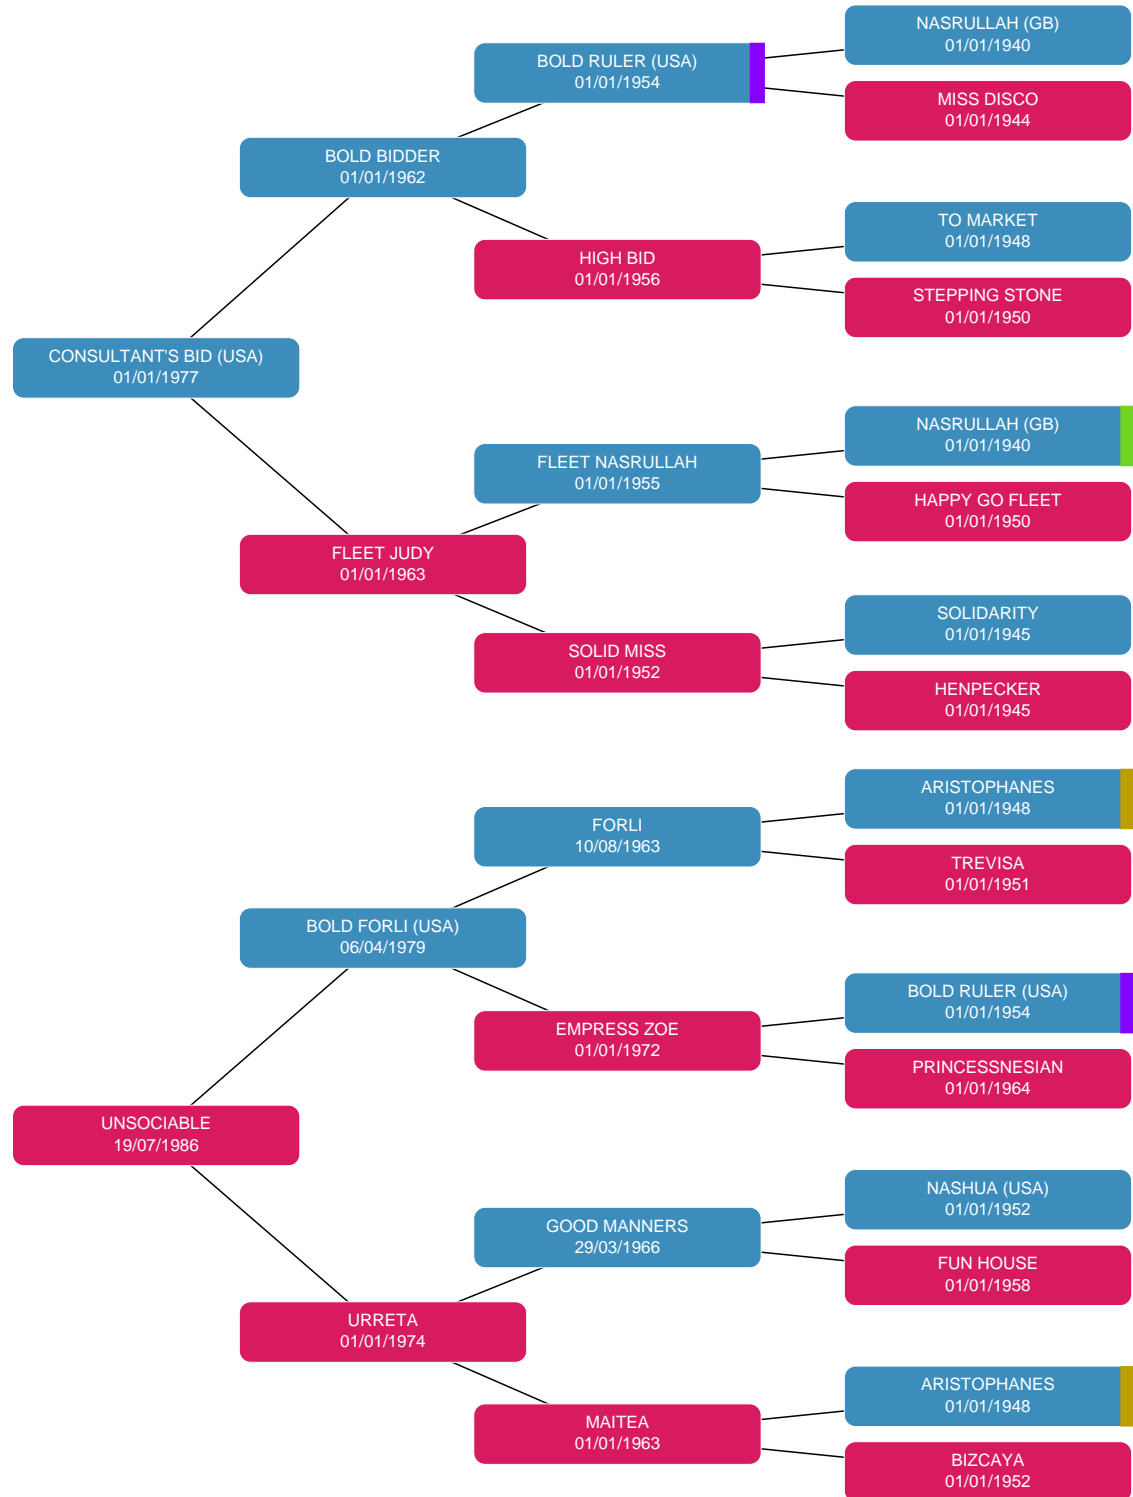 NASRULLAH (GB)
01/01/1940
BOLD RULER (USA)
01/01/1954
MISS DISCO
01/01/1944
BOLD BIDDER
01/01/1962
TO MARKET
01/01/1948
HIGH BID
01/01/1956
STEPPING STONE
01/01/1950
CONSULTANT'S BID (USA)
01/01/1977
NASRULLAH (GB)
01/01/1940
FLEET NASRULLAH
01/01/1955
HAPPY GO FLEET
01/01/1950
FLEET JUDY
01/01/1963
SOLIDARITY
01/01/1945
SOLID MISS
01/01/1952
HENPECKER
01/01/1945
ARISTOPHANES
01/01/1948
FORLI
10/08/1963
TREVISA
01/01/1951
BOLD FORLI (USA)
06/04/1979
BOLD RULER (USA)
01/01/1954
EMPRESS ZOE
01/01/1972
PRINCESSNESIAN
01/01/1964
UNSOCIABLE
19/07/1986
NASHUA (USA)
01/01/1952
GOOD MANNERS
29/03/1966
FUN HOUSE
01/01/1958
URRETA
01/01/1974
ARISTOPHANES
01/01/1948
MAITEA
01/01/1963
BIZCAYA
01/01/1952